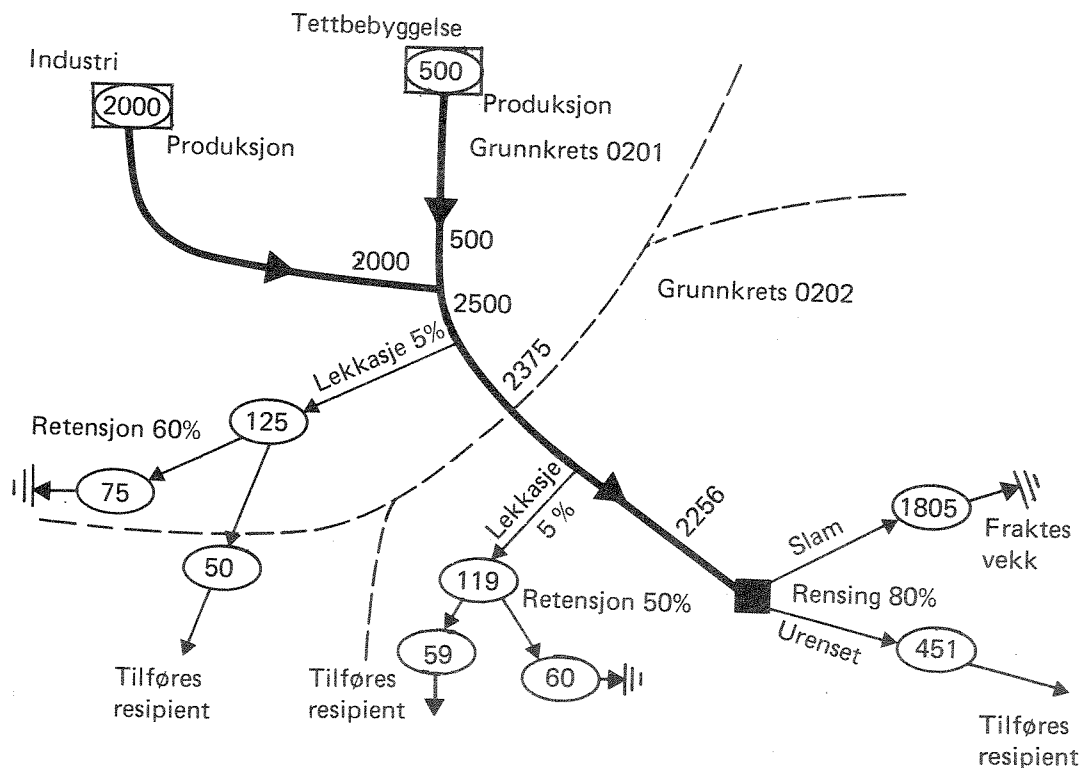 Tettbebyggelse
Industri
500
2000
Produksjon
Produksjon
Grunnkrets 0201
500
2000
2500
Grunnkrets 0202
Lekkasje 5%
2375
125
Retensjon 60%
75
Lekkasje
5 %
2256
1805
Slam
Fraktes
vekk
50
119
Retensjon 50%
Rensing 80%
Urenset
451
59
60
Tilføres
resipient
Tilføres
resipient
Tilføres
resipient